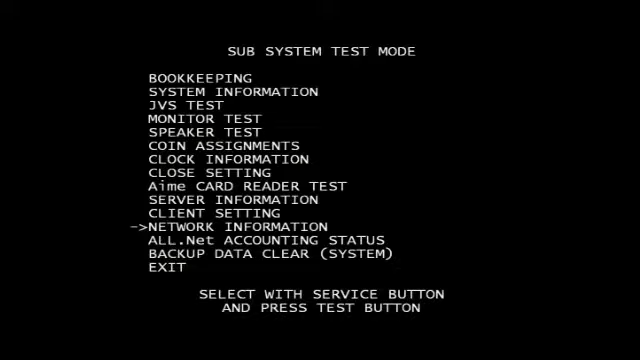 SUB SYSTEM TEST MODE
BOOKKEEPING
SYSTEM INFORMATION
JVS TEST
MONITOR TEST
SPEAKER TEST
COIN ASSIGNMENTS
CLOCK INFORMATION
CLOSE SETTING
Aime CARD READER TEST
SERVER INFORMATION
CLIENT SETTING
->NETWORK INFORMATION
ALL.Net ACCOUNTING STATUS
BACKUP DATA CLEAR (SYSTEM)
EXIT
SELECT WITH SERVICE BUTTON
AND PRESS TEST BUTTON